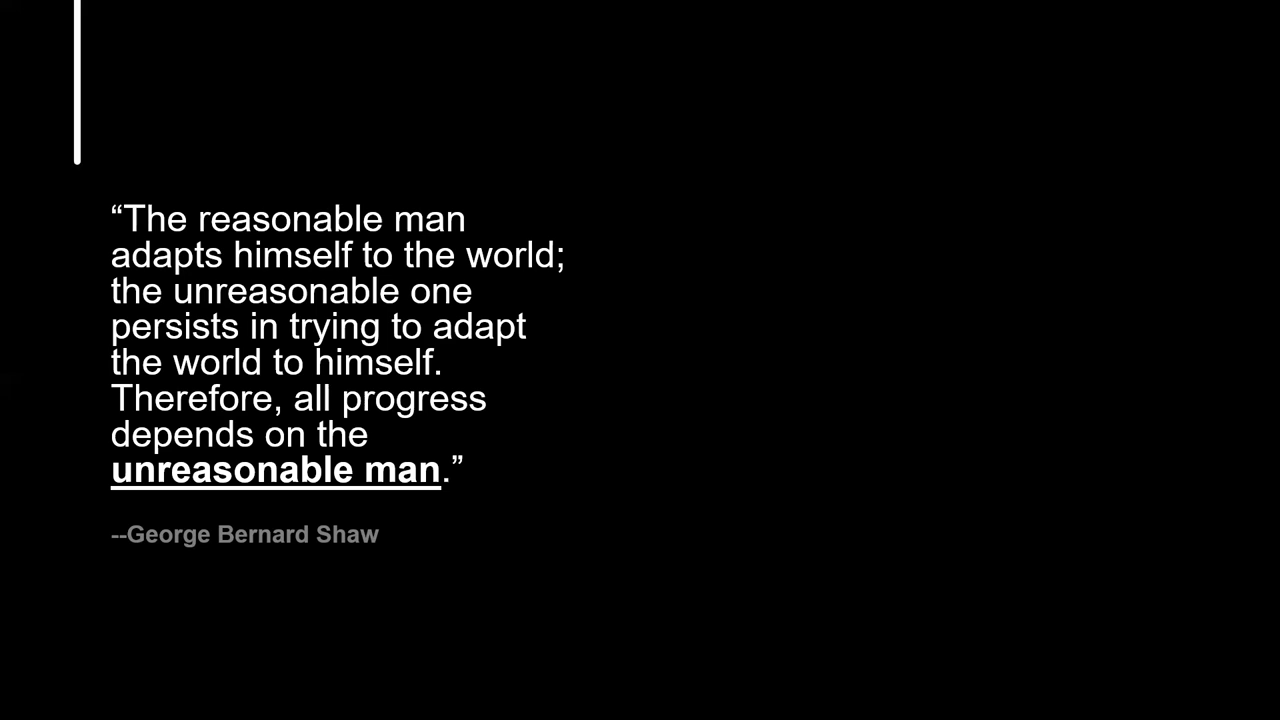 “The reasonable man
adapts himself to the world;
the unreasonable one
persists in trying to adapt
the world to himself.
Therefore, all progress
depends on the
unreasonable man.”
--George Bernard Shaw